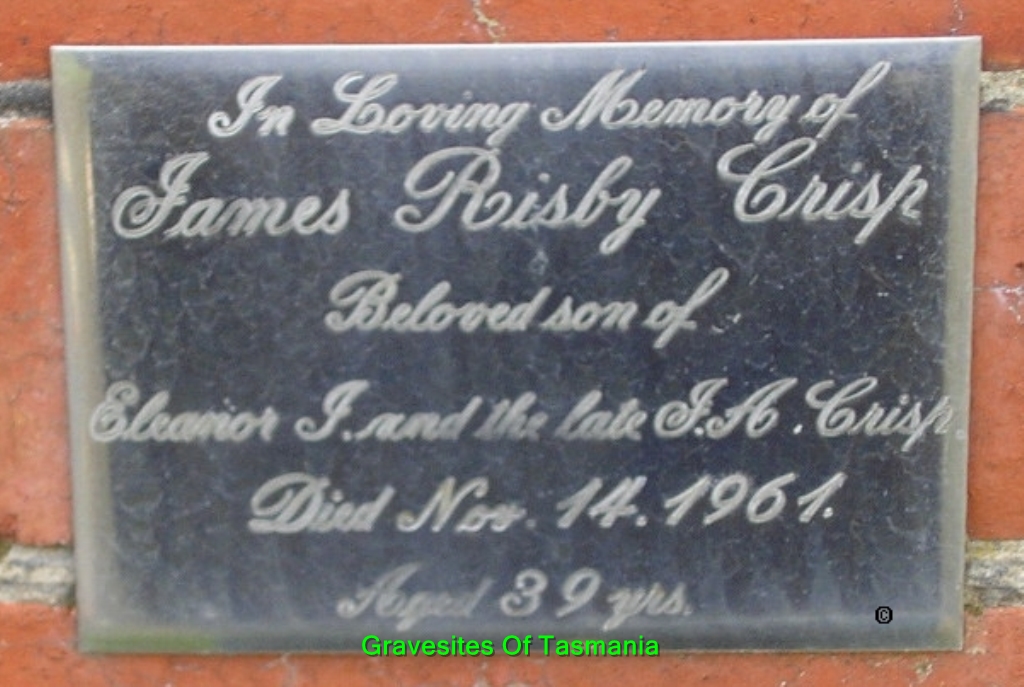 In Loving Memory of
James Risby Crisp
Beloved son of
Eleanor J. and the late J. A. Crisp.
Died Nov. 14. 1961.
Aged 39 yrs.
©
Gravesites Of Tasmania